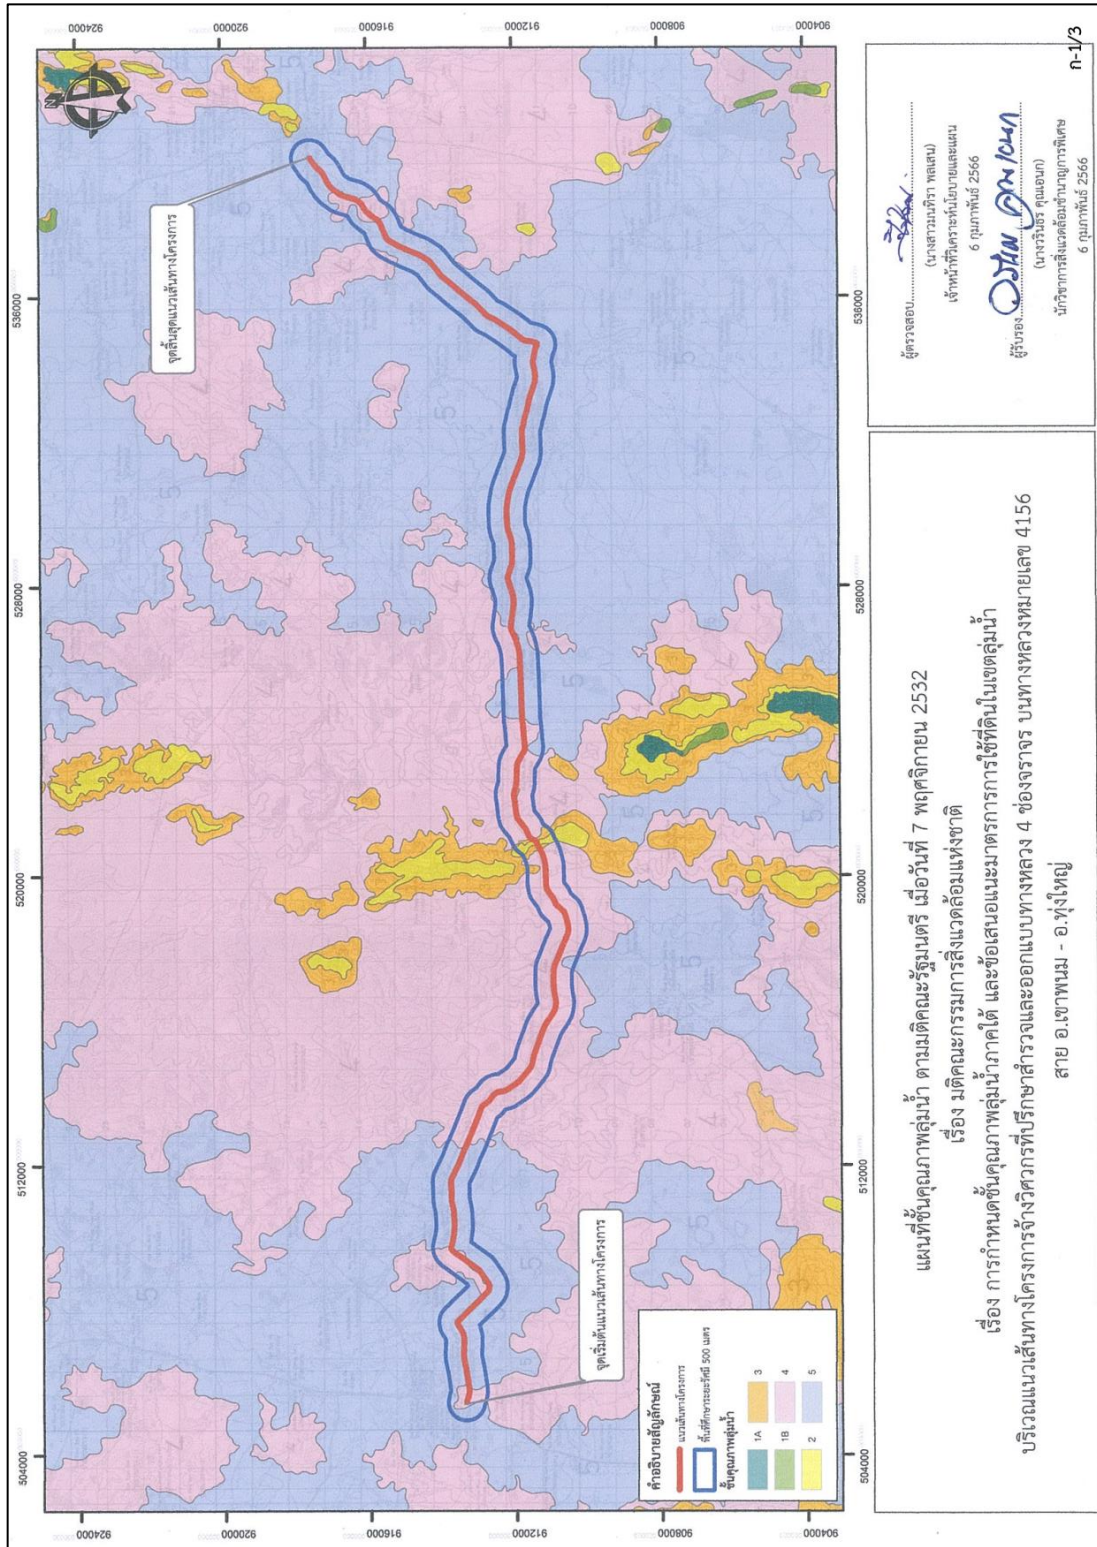 924000
920000
916000
912000
908000
904000
504000
512000
520000
528000
536000
N
จุดสิ้นสุดแนวเส้นทางโครงการ
จุดเริ่มต้นแนวเส้นทางโครงการ
คำอธิบายสัญลักษณ์
แนวเส้นทางโครงการ
พื้นที่ศึกษาระยะรัศมี 500 เมตร
ชั้นคุณภาพลุ่มน้ำ
1A
1B
2
3
4
5
504000
512000
520000
528000
536000
924000
920000
916000
912000
908000
904000
แผนที่ชั้นคุณภาพลุ่มน้ำ ตามมติคณะรัฐมนตรี เมื่อวันที่ 7 พฤศจิกายน 2532
เรื่อง มติคณะกรรมการสิ่งแวดล้อมแห่งชาติ
เรื่อง การกำหนดชั้นคุณภาพลุ่มน้ำภาคใต้ และข้อเสนอแนะมาตรการการใช้ที่ดินในเขตลุ่มน้ำ
บริเวณแนวเส้นทางโครงการจ้างวิศวกรที่ปรึกษาสำรวจและออกแบบทางหลวง 4 ช่องจราจร บนทางหลวงหมายเลข 4156
สาย อ.เขาพนม - อ.ทุ่งใหญ่
ผู้ตรวจสอบ
(นางสาวมนทิรา พลเสน)
เจ้าหน้าที่วิเคราะห์นโยบายและแผน
6 กุมภาพันธ์ 2566
ผู้รับรอง
(นางวรินธร คุณเอนก)
นักวิชาการสิ่งแวดล้อมชำนาญการพิเศษ
6 กุมภาพันธ์ 2566
ก-1/3